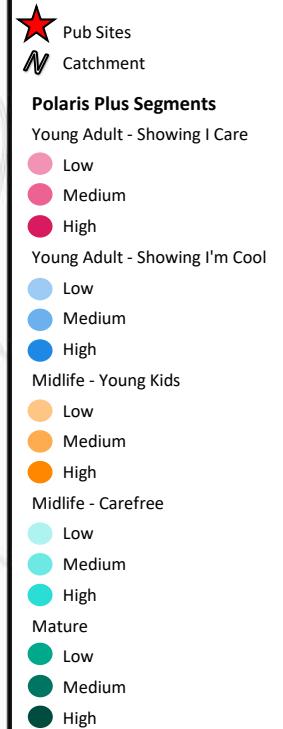 Pub Sites
Catchment
Polaris Plus Segments
Young Adult - Showing I Care
Low
Medium
High
Young Adult - Showing I'm Cool
Low
Medium
High
Midlife - Young Kids
Low
Medium
High
Midlife - Carefree
Low
Medium
High
Mature
Low
Medium
High